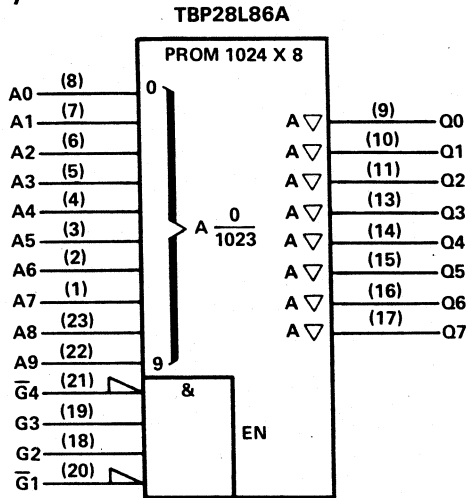 TBP28L86A
PROM 1024 X 8
A0 (8) 0
A1 (7) A ▽ (9) Q0
A2 (6) A ▽ (10) Q1
A3 (5) A ▽ (11) Q2
A4 (4) A ▽ (13) Q3
A5 (3) A 0/1023 A ▽ (14) Q4
A6 (2) A ▽ (15) Q5
A7 (1) A ▽ (16) Q6
A8 (23) A ▽ (17) Q7
A9 (22) 9
G̅4 (21) &
G3 (19) EN
G2 (18)
G̅1 (20)